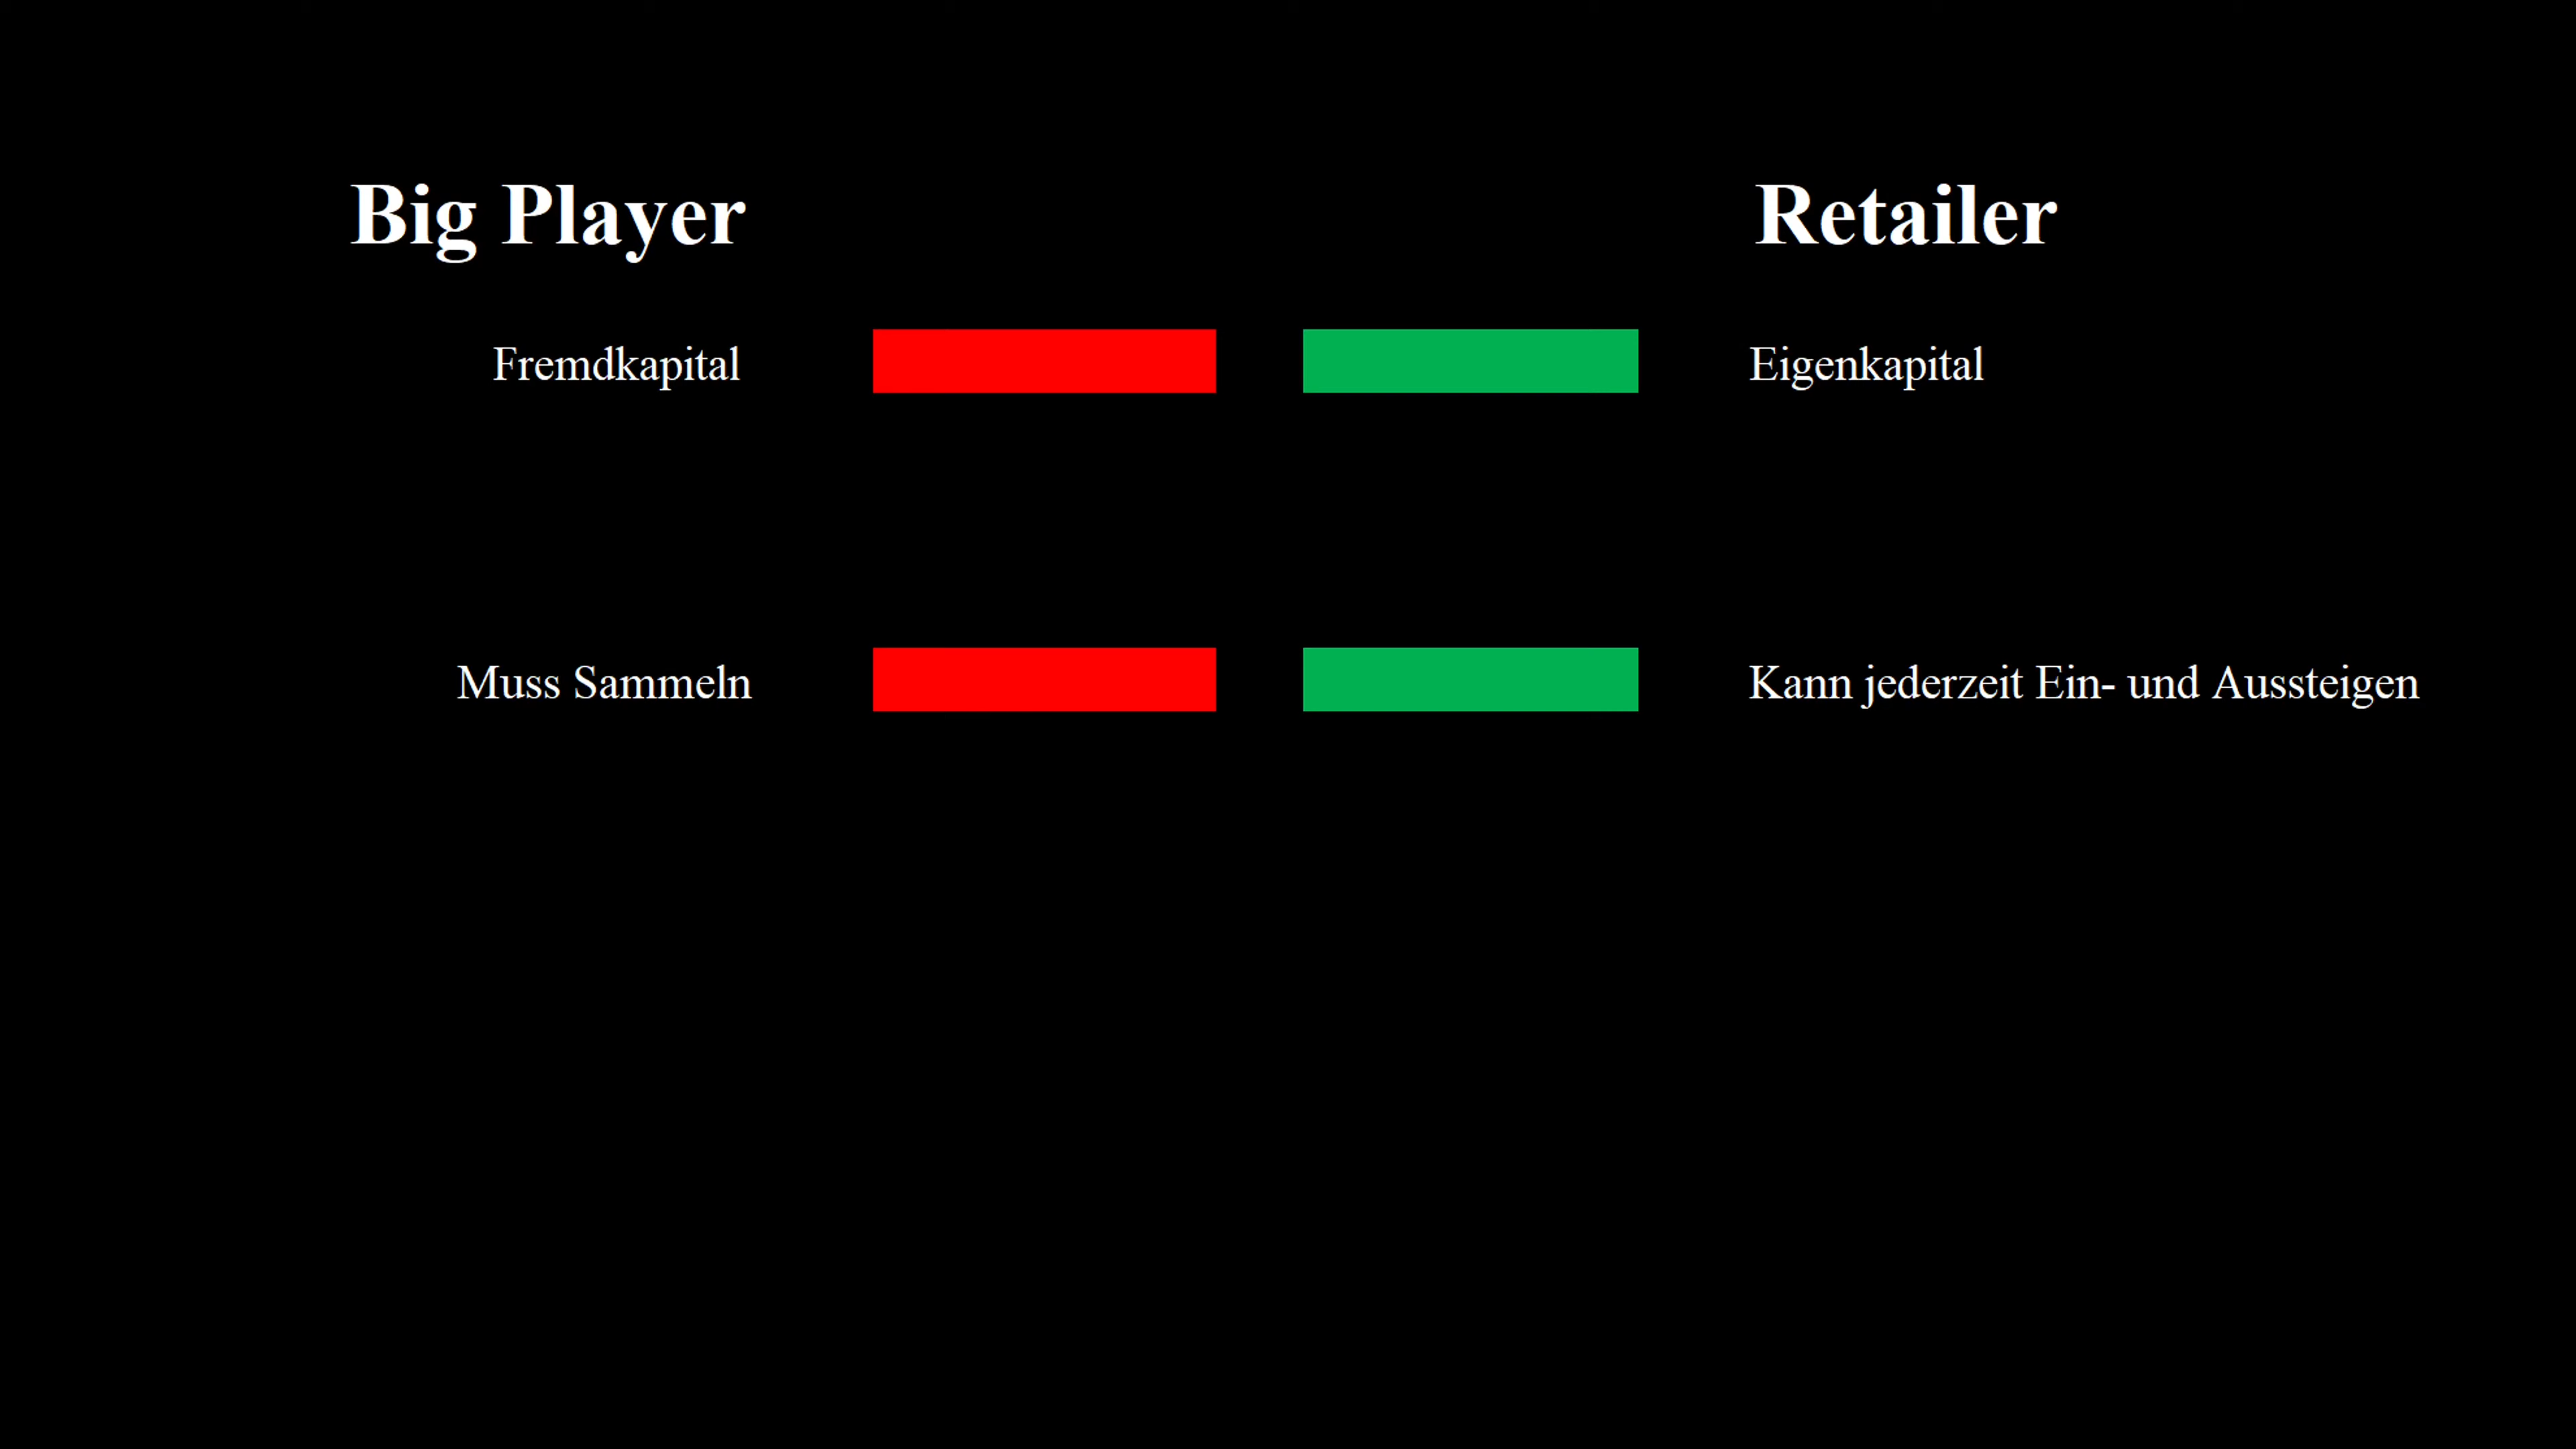 Big Player
Retailer
Fremdkapital
Eigenkapital
Muss Sammeln
Kann jederzeit Ein- und Aussteigen